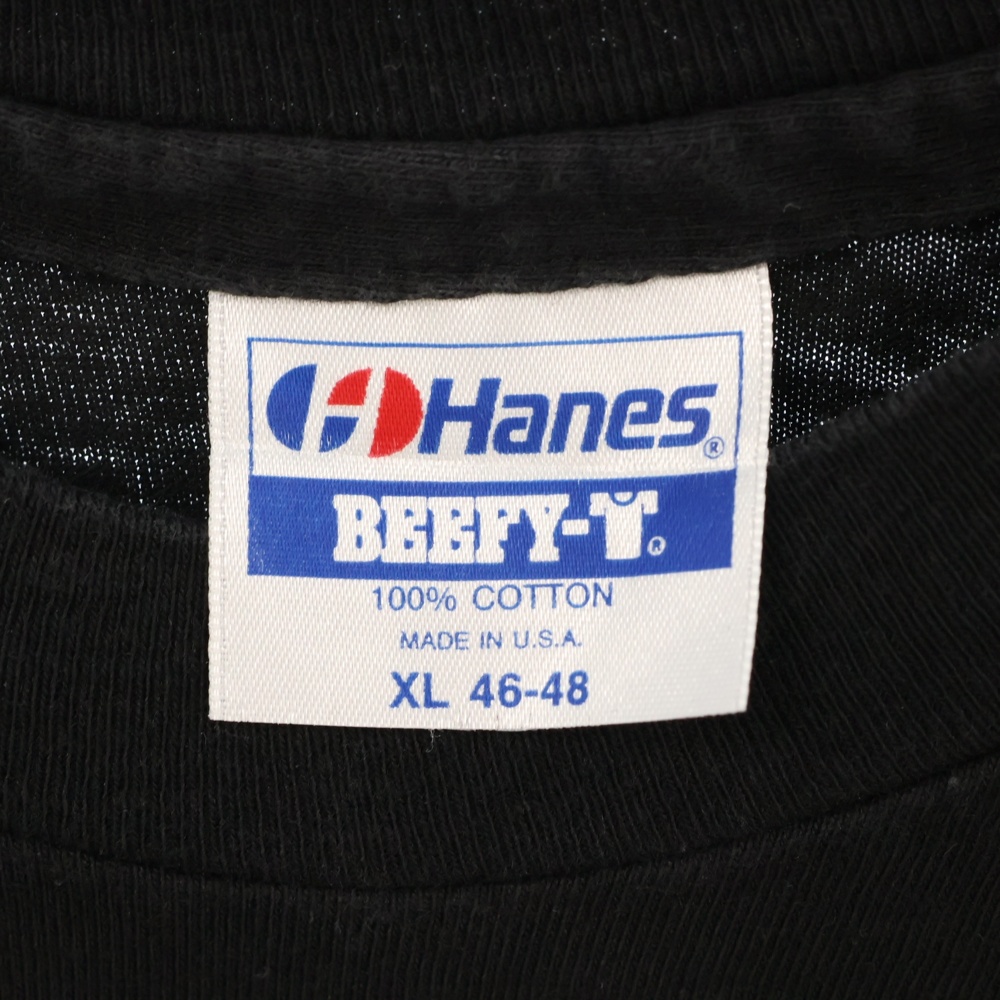 Hanes®
BEEFY-T®
100% COTTON
MADE IN U.S.A.
XL 46-48